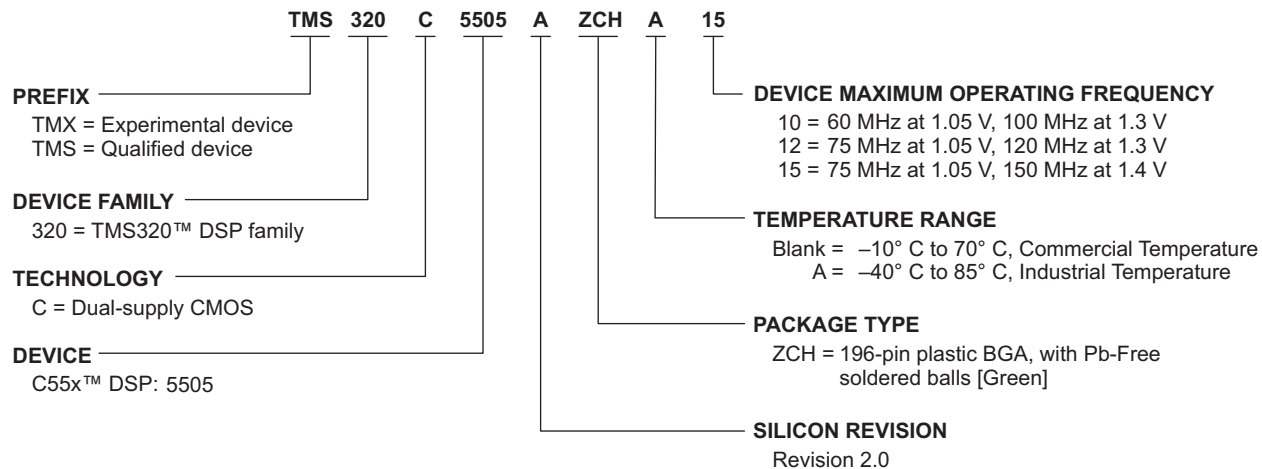 TMS 320 C 5505 A ZCH A 15
PREFIX
TMX = Experimental device
TMS = Qualified device
DEVICE FAMILY
320 = TMS320™ DSP family
TECHNOLOGY
C = Dual-supply CMOS
DEVICE
C55x™ DSP: 5505
DEVICE MAXIMUM OPERATING FREQUENCY
10 = 60 MHz at 1.05 V, 100 MHz at 1.3 V
12 = 75 MHz at 1.05 V, 120 MHz at 1.3 V
15 = 75 MHz at 1.05 V, 150 MHz at 1.4 V
TEMPERATURE RANGE
Blank = –10° C to 70° C, Commercial Temperature
A = –40° C to 85° C, Industrial Temperature
PACKAGE TYPE
ZCH = 196-pin plastic BGA, with Pb-Free
soldered balls [Green]
SILICON REVISION
Revision 2.0